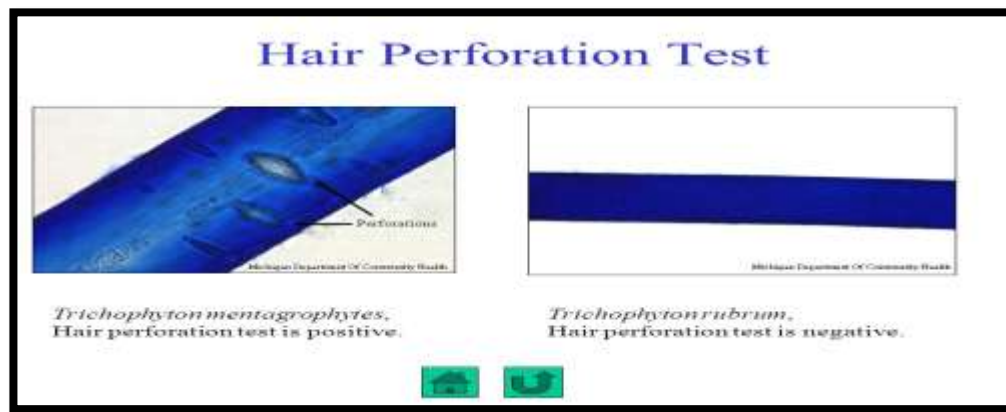 Hair Perforation Test
Perforations
Michigan Department Of Community Health
Michigan Department Of Community Health
Trichophyton mentagrophytes,
Hair perforation test is positive.
Trichophyton rubrum,
Hair perforation test is negative.